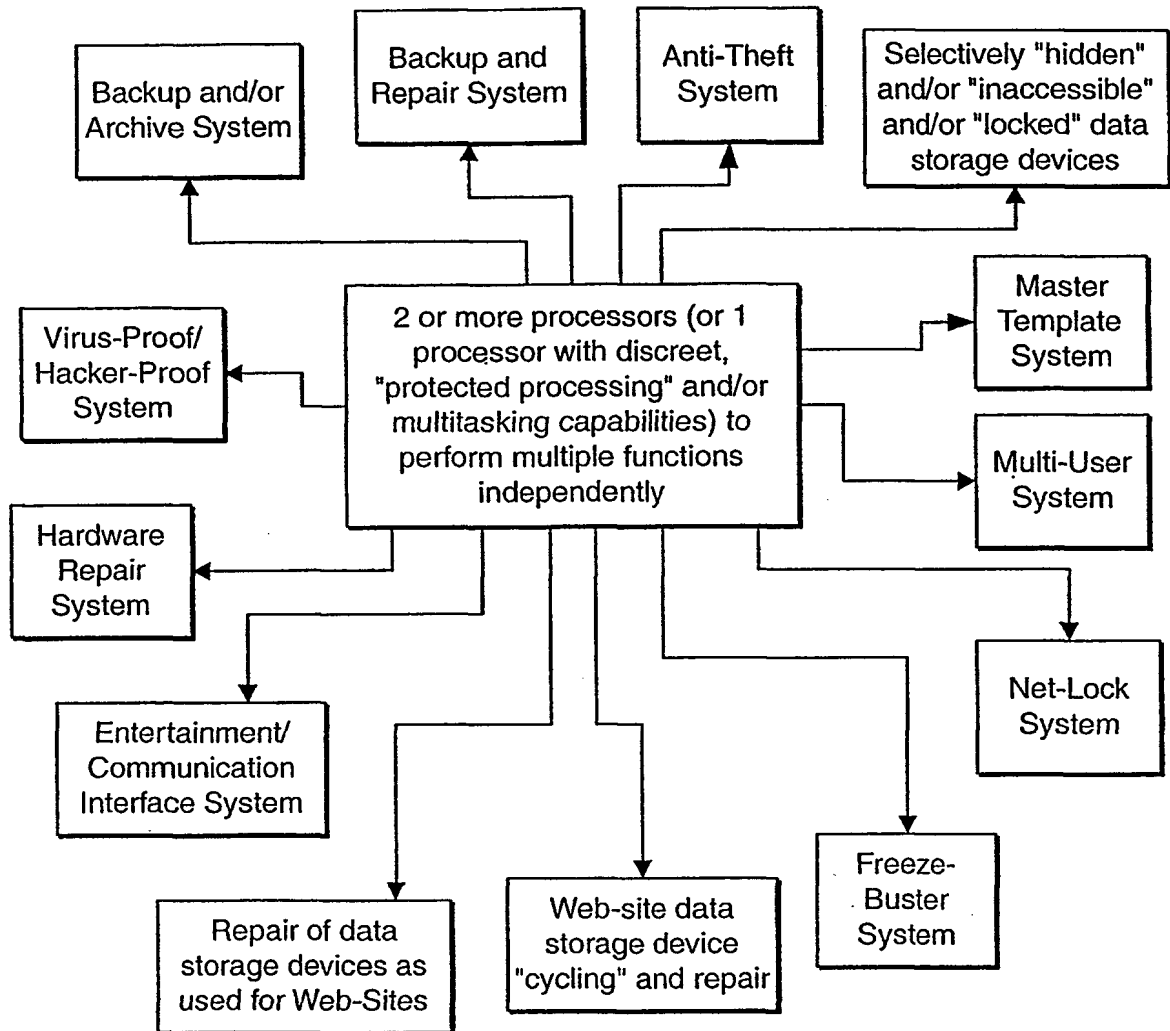 Backup and/or
Archive System
Backup and
Repair System
Anti-Theft
System
Selectively "hidden"
and/or "inaccessible"
and/or "locked" data
storage devices
Virus-Proof/
Hacker-Proof
System
2 or more processors (or 1
processor with discreet,
"protected processing" and/or
multitasking capabilities) to
perform multiple functions
independently
Master
Template
System
Multi-User
System
Hardware
Repair
System
Net-Lock
System
Entertainment/
Communication
Interface System
Repair of data
storage devices as
used for Web-Sites
Web-site data
storage device
"cycling" and repair
Freeze-
Buster
System